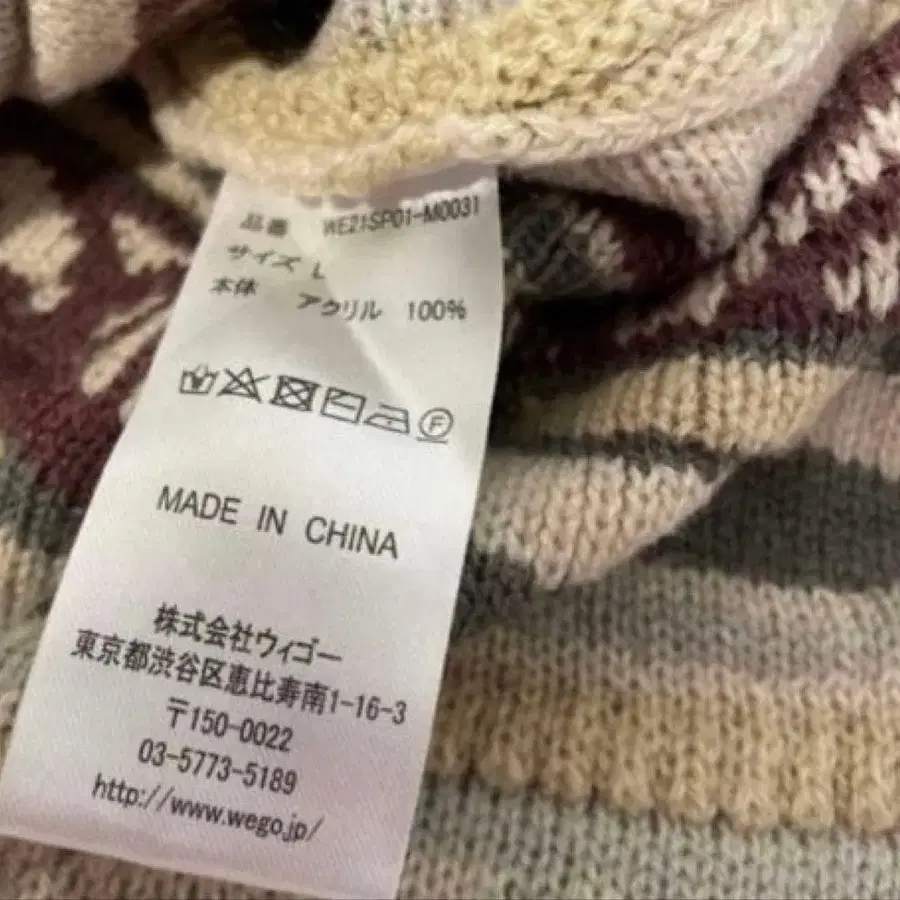 品番 WE21SP01-M0031
サイズ L
本体 アクリル 100%
F
MADE IN CHINA
株式会社ウィゴー
東京都渋谷区恵比寿南1-16-3
〒150-0022
03-5773-5189
http://www.wego.jp/